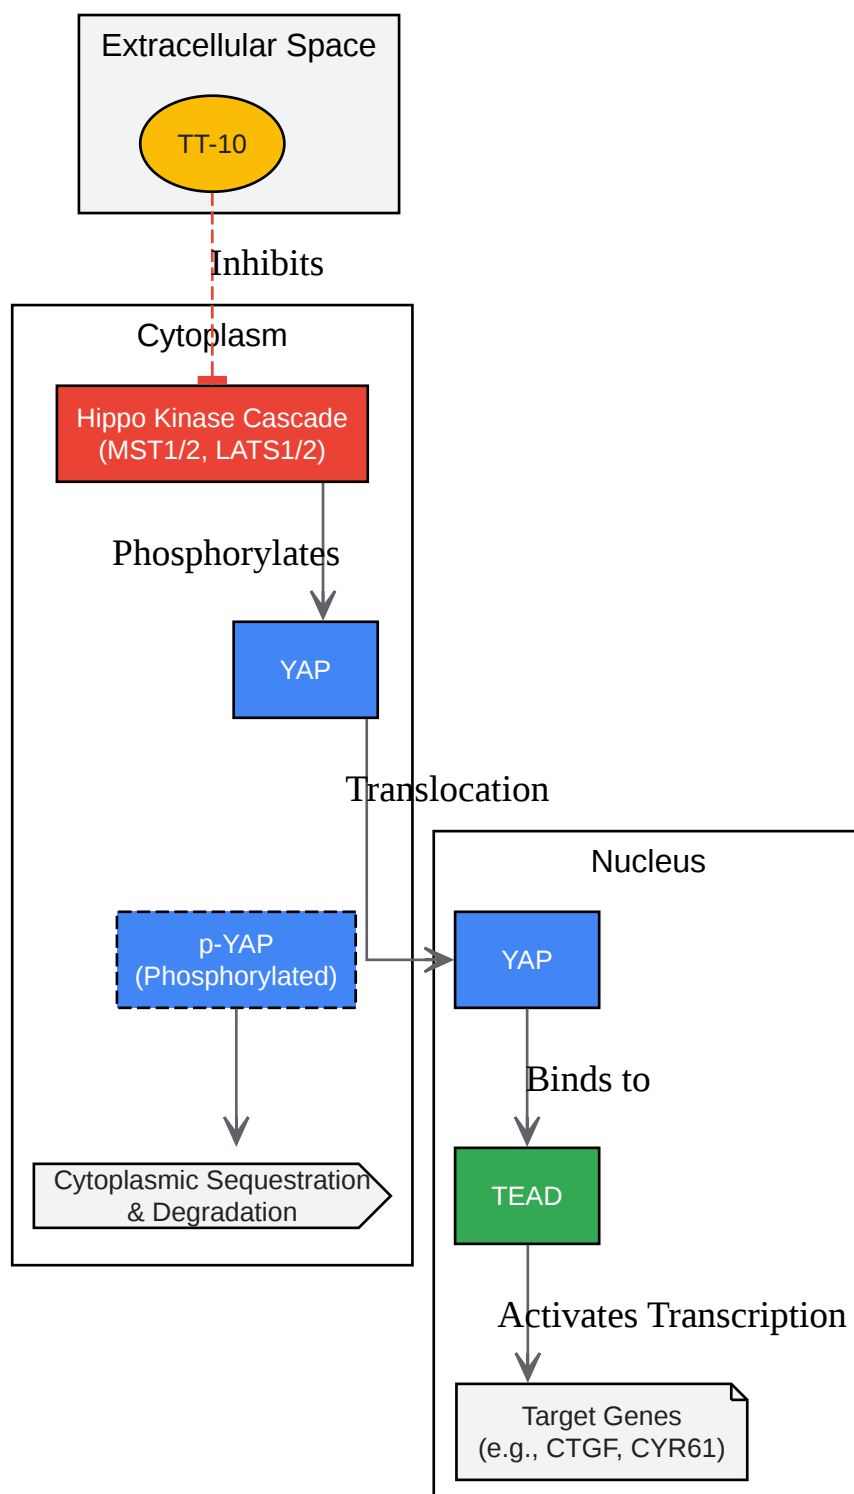 Extracellular Space
TT-10
Inhibits
Cytoplasm
Hippo Kinase Cascade
(MST1/2, LATS1/2)
Phosphorylates
YAP
Translocation
Nucleus
p-YAP
(Phosphorylated)
YAP
Binds to
Cytoplasmic Sequestration
& Degradation
TEAD
Activates Transcription
Target Genes
(e.g., CTGF, CYR61)